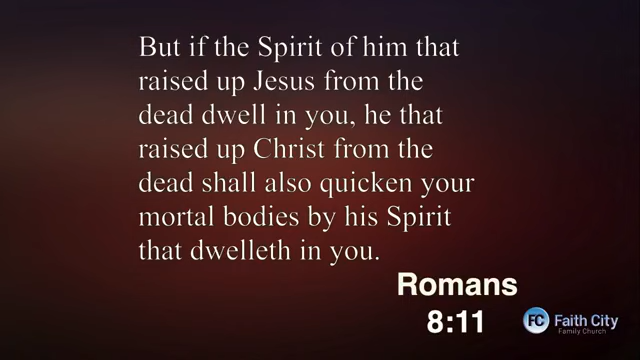 But if the Spirit of him that
raised up Jesus from the
dead dwell in you, he that
raised up Christ from the
dead shall also quicken your
mortal bodies by his Spirit
that dwelleth in you.
Romans
8:11
FC Faith City
Family Church